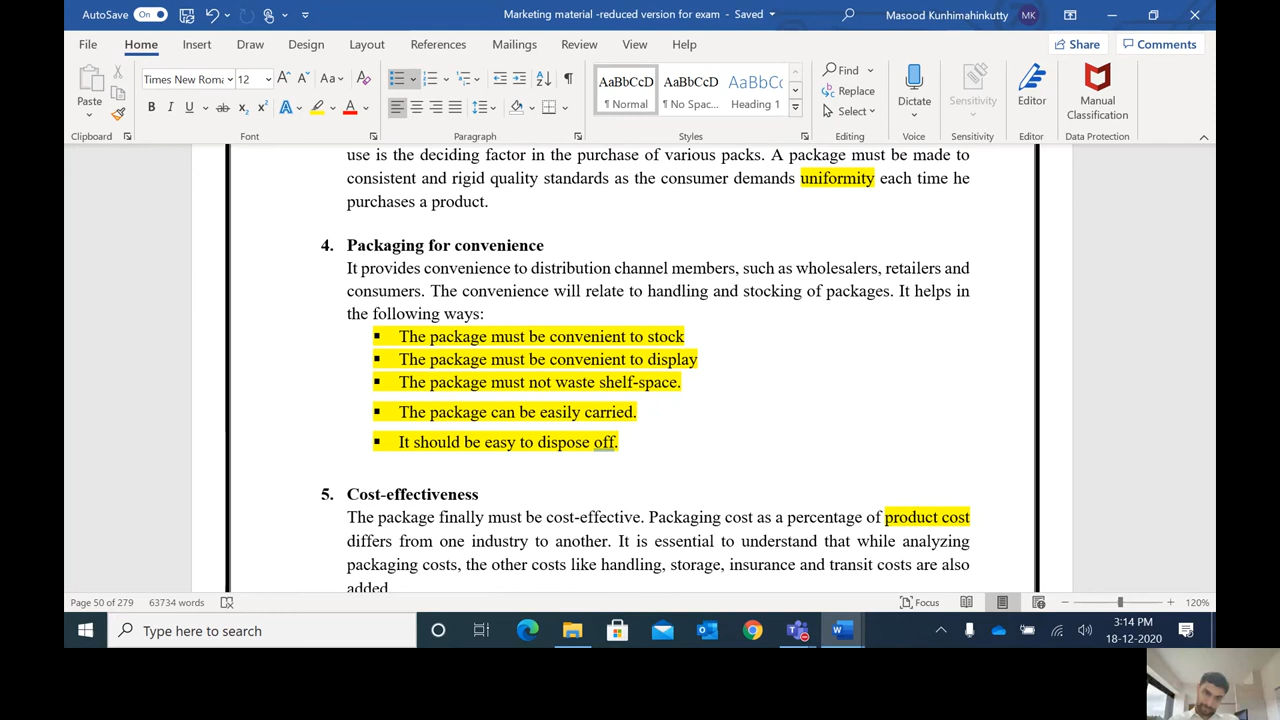 AutoSave On Marketing material -reduced version for exam - Saved Masood Kunhimahinkutty MK
File Home Insert Draw Design Layout References Mailings Review View Help Share Comments
Times New Roma 12 AaBbCcD AaBbCcD AaBbCc Find
Paste Replace Dictate Sensitivity Editor Manual Classification
¶ Normal ¶ No Spac... Heading 1 Select
Clipboard Font Paragraph Styles Editing Voice Sensitivity Editor Data Protection
use is the deciding factor in the purchase of various packs. A package must be made to
consistent and rigid quality standards as the consumer demands uniformity each time he
purchases a product.
4. Packaging for convenience
It provides convenience to distribution channel members, such as wholesalers, retailers and
consumers. The convenience will relate to handling and stocking of packages. It helps in
the following ways:
▪ The package must be convenient to stock
▪ The package must be convenient to display
▪ The package must not waste shelf-space.
▪ The package can be easily carried.
▪ It should be easy to dispose off.
5. Cost-effectiveness
The package finally must be cost-effective. Packaging cost as a percentage of product cost
differs from one industry to another. It is essential to understand that while analyzing
packaging costs, the other costs like handling, storage, insurance and transit costs are also
added
Page 50 of 279 63734 words Focus 120%
Type here to search 3:14 PM
18-12-2020